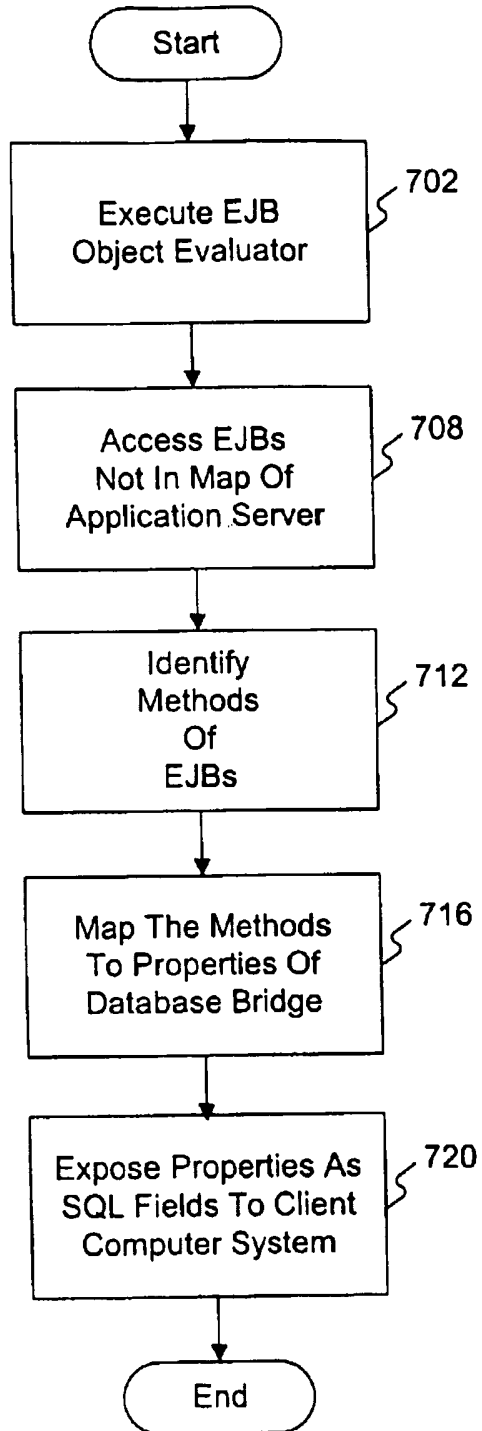 Start
Execute EJB
Object Evaluator
702
Access EJBs
Not In Map Of
Application Server
708
Identify
Methods
Of
EJBs
712
Map The Methods
To Properties Of
Database Bridge
716
Expose Properties As
SQL Fields To Client
Computer System
720
End